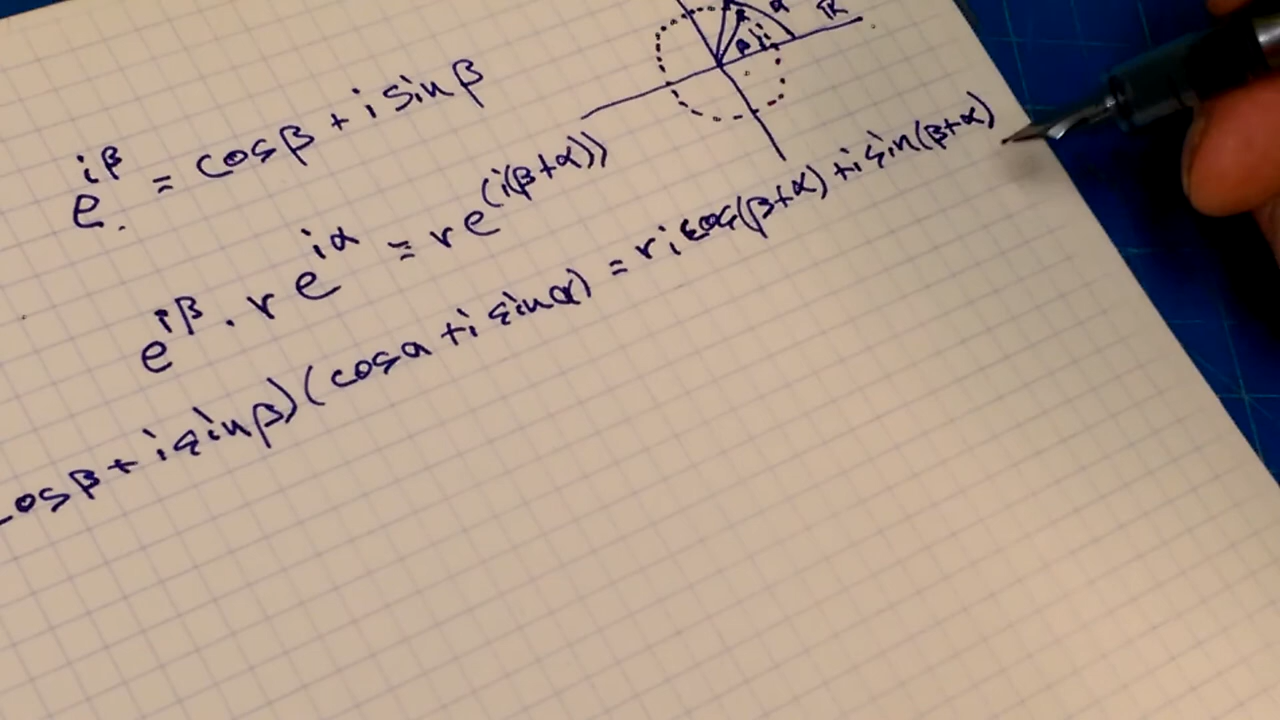 α α R
β
e^{iβ} = cosβ + i sinβ
e^{iβ} · r e^{iα} = r e^{(i(β+α))}
cosβ + i sinβ)(cosα + i sinα) = r i cos(β+α) + i sin(β+α)